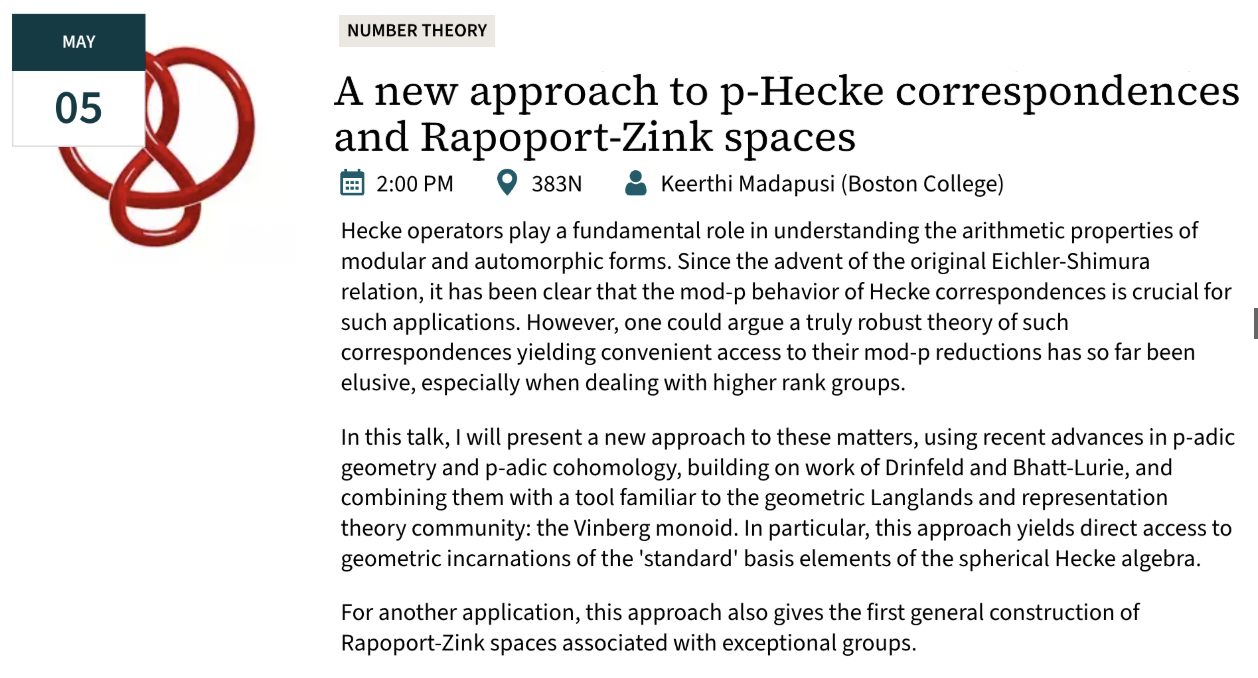 MAY
05
NUMBER THEORY
A new approach to p-Hecke correspondences
and Rapoport-Zink spaces
2:00 PM 383N Keerthi Madapusi (Boston College)
Hecke operators play a fundamental role in understanding the arithmetic properties of
modular and automorphic forms. Since the advent of the original Eichler-Shimura
relation, it has been clear that the mod-p behavior of Hecke correspondences is crucial for
such applications. However, one could argue a truly robust theory of such
correspondences yielding convenient access to their mod-p reductions has so far been
elusive, especially when dealing with higher rank groups.
In this talk, I will present a new approach to these matters, using recent advances in p-adic
geometry and p-adic cohomology, building on work of Drinfeld and Bhatt-Lurie, and
combining them with a tool familiar to the geometric Langlands and representation
theory community: the Vinberg monoid. In particular, this approach yields direct access to
geometric incarnations of the 'standard' basis elements of the spherical Hecke algebra.
For another application, this approach also gives the first general construction of
Rapoport-Zink spaces associated with exceptional groups.